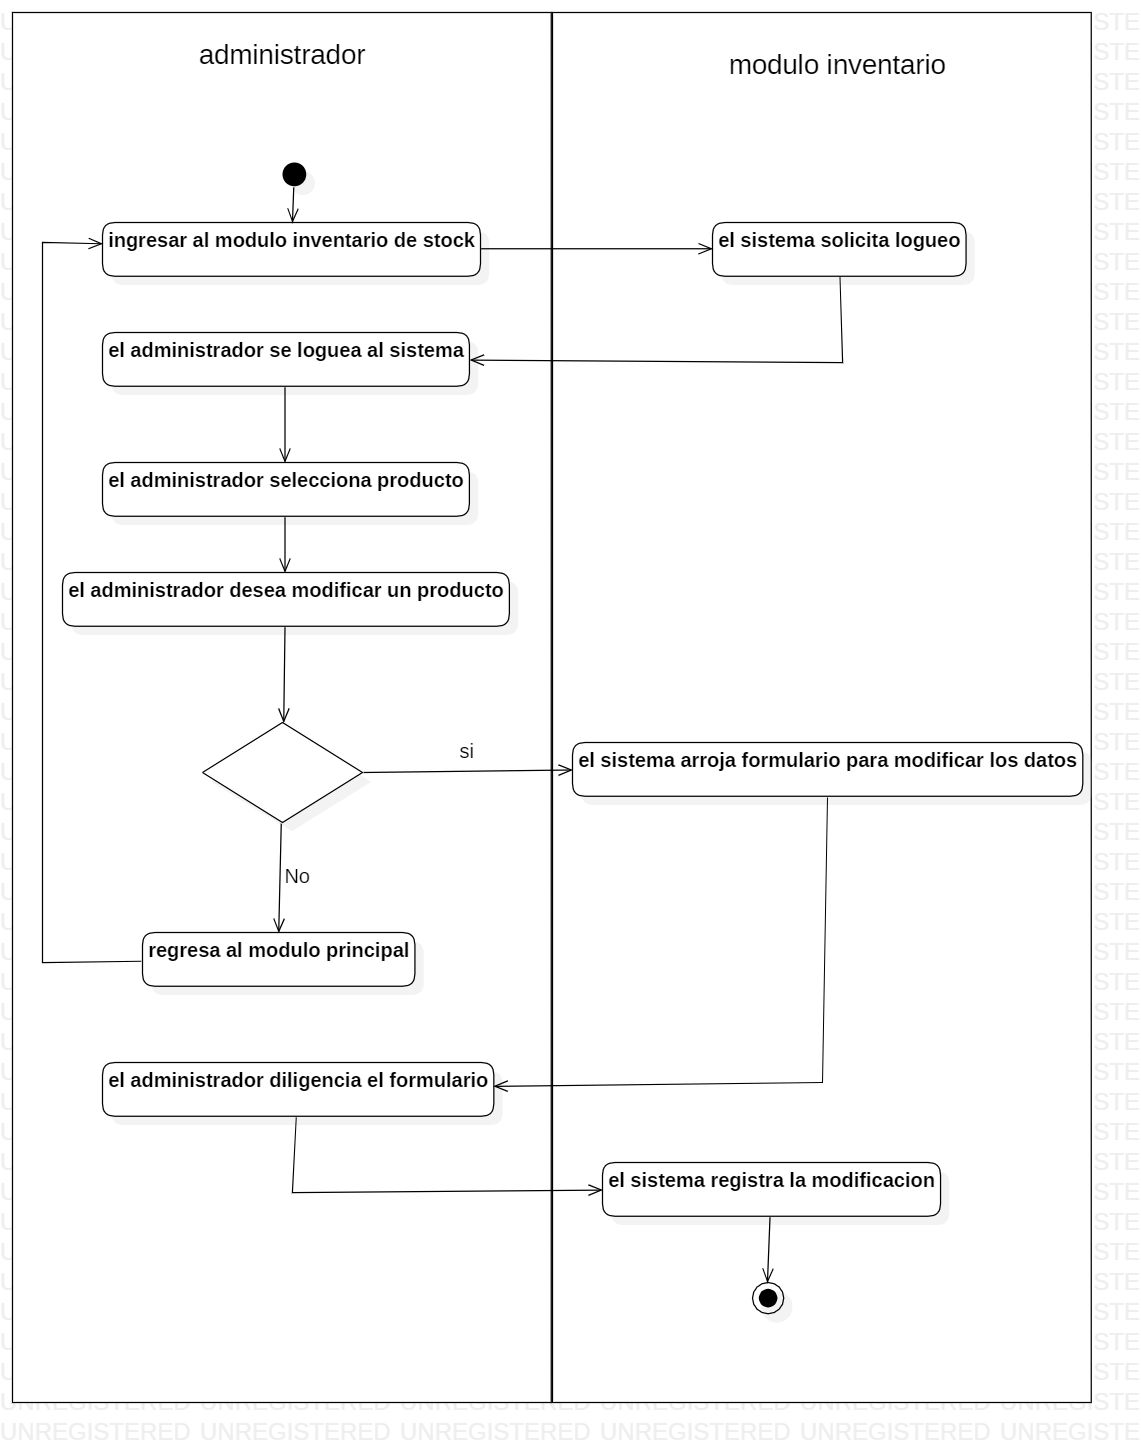 administrador
modulo inventario
ingresar al modulo inventario de stock
el sistema solicita logueo
el administrador se loguea al sistema
el administrador selecciona producto
el administrador desea modificar un producto
si
el sistema arroja formulario para modificar los datos
No
regresa al modulo principal
el administrador diligencia el formulario
el sistema registra la modificacion
UNREGISTERED UNREGISTERED UNREGISTERED UNREGISTERED UNREGISTERED UNREGISTE